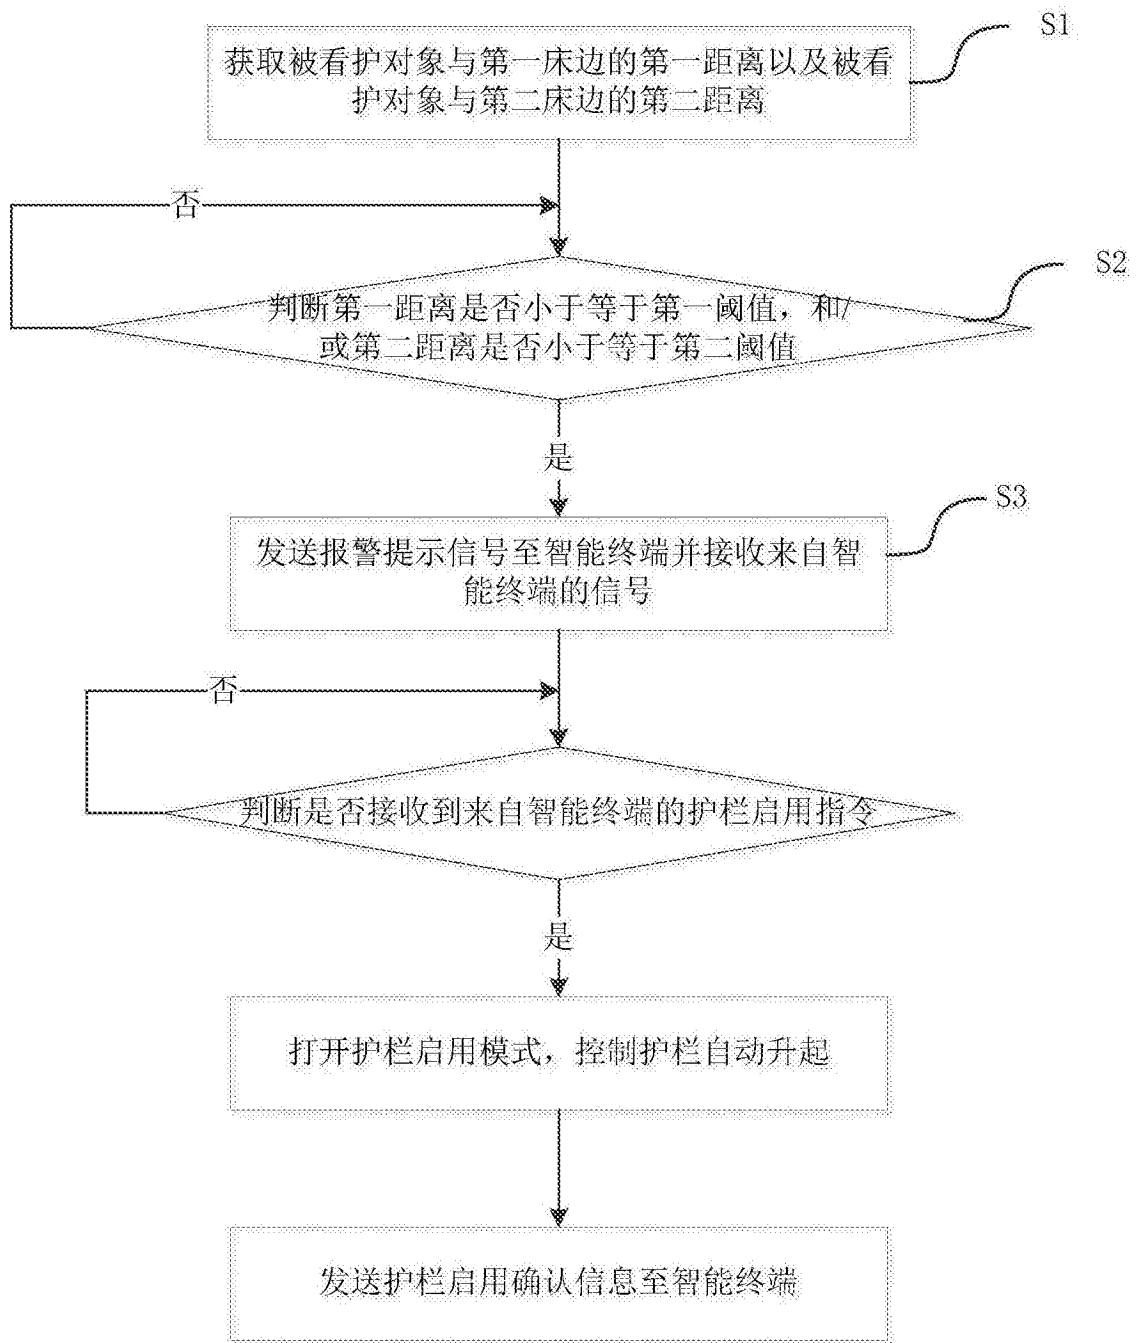 S1
获取被看护对象与第一床边的第一距离以及被看
护对象与第二床边的第二距离
否
S2
判断第一距离是否小于等于第一阈值，和/
或第二距离是否小于等于第二阈值
是
S3
发送报警提示信号至智能终端并接收来自智
能终端的信号
否
判断是否接收到来自智能终端的护栏启用指令
是
打开护栏启用模式，控制护栏自动升起
发送护栏启用确认信息至智能终端